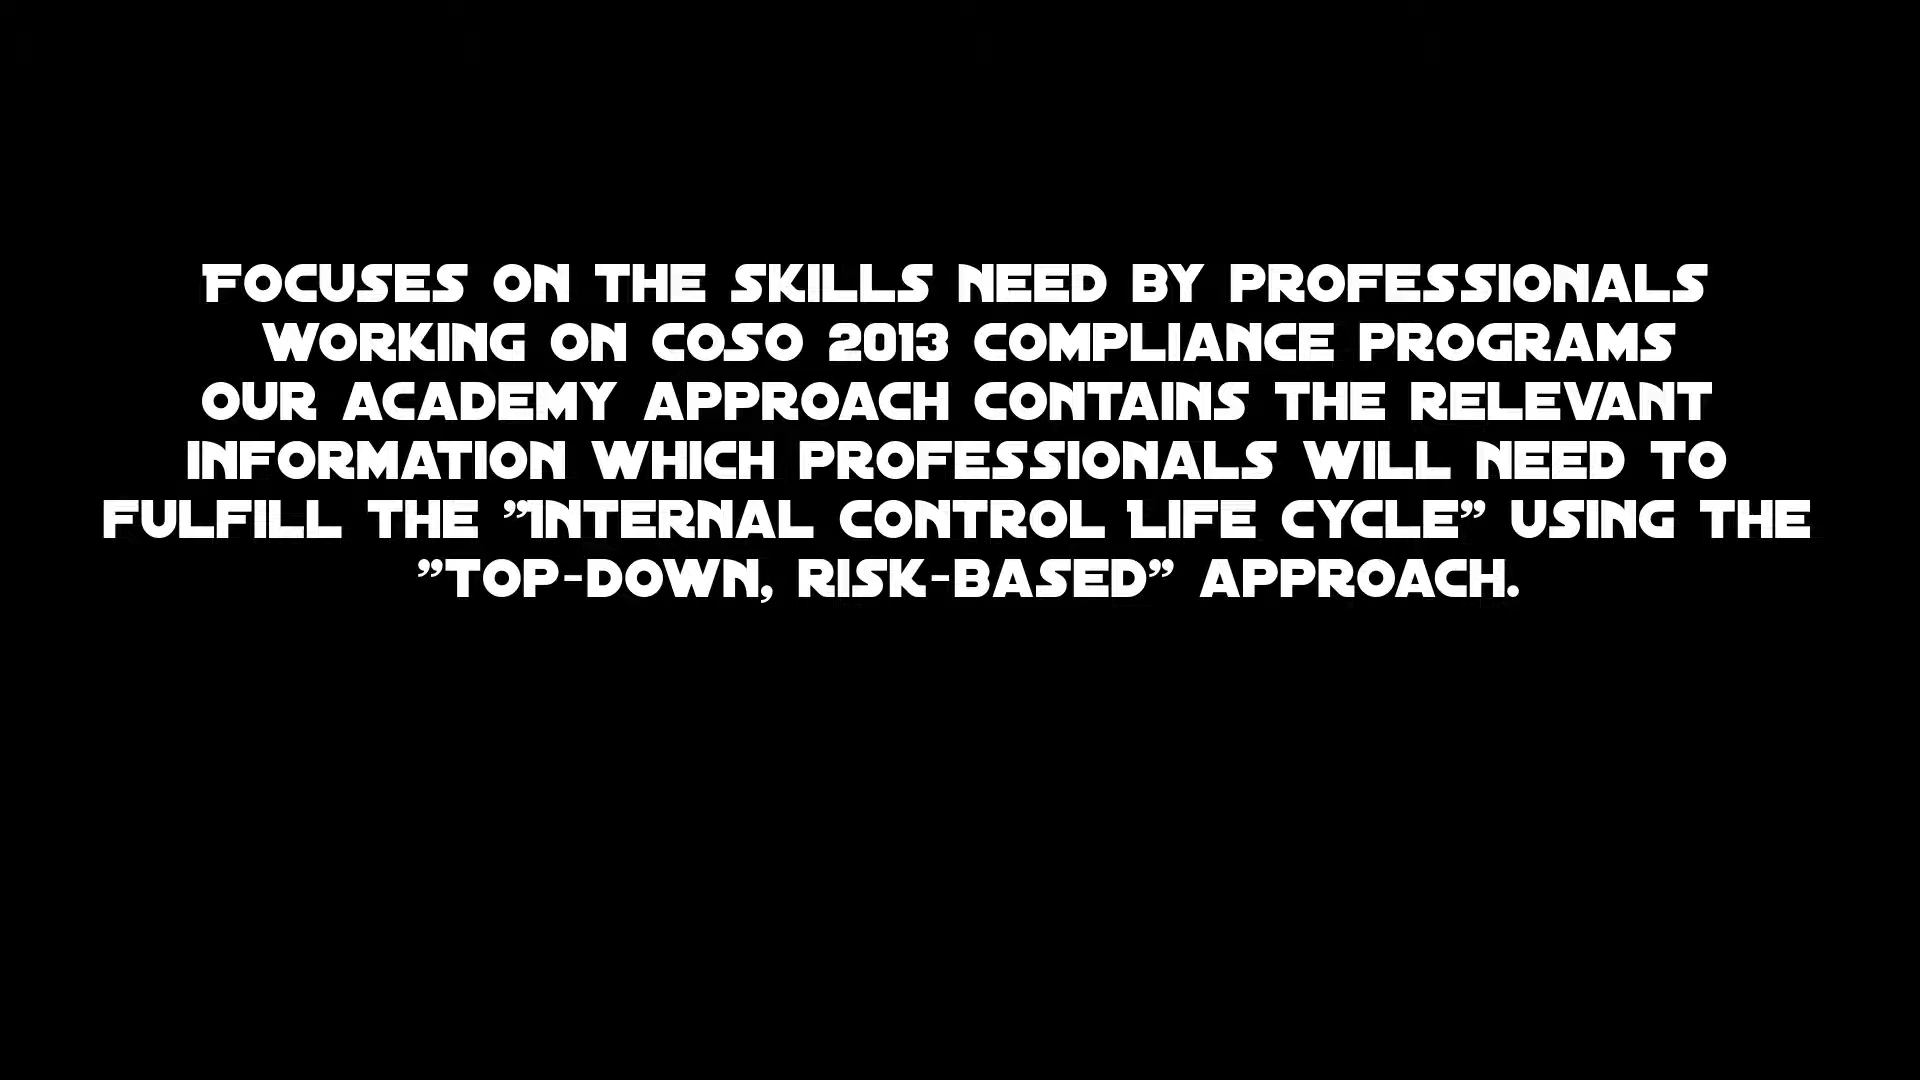 Focuses on the skills need by professionals
working on COSO 2013 compliance programs
our academy approach contains the relevant
information which professionals will need to
fulfill the ”Internal control Life cycle” using the
”top-down, risk-based” approach.